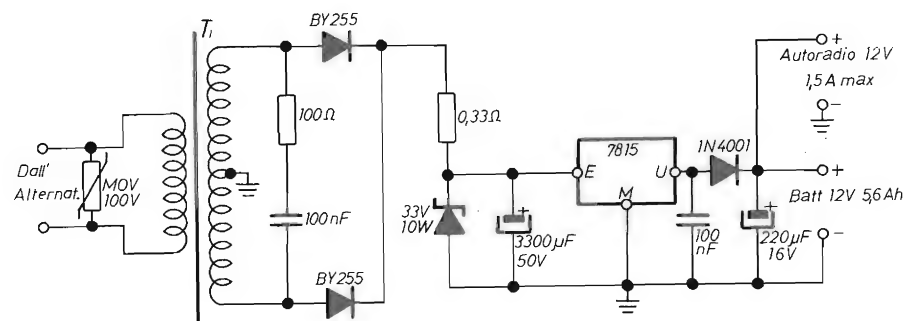 T1
BY255
100Ω
100nF
BY255
Dall'
Alternat.
MOV
100V
0,33Ω
33V
10W
+
3300µF
50V
7815
E
U
M
1N4001
100
nF
+
220µF
16V
+
Autoradio 12V
1,5A max
-
+
Batt 12V 5,6Ah
-